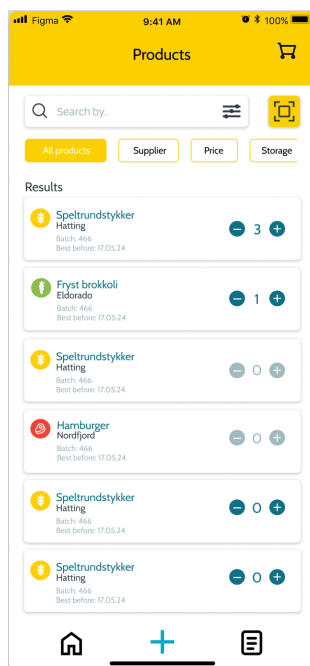 Figma 9:41 AM 100%
Products
Search by..
All products Supplier Price Storage
Results
Speltrundstykker
Hatting
Batch: 466
Best before: 17.05.24
3
Fryst brokkoli
Eldorado
Batch: 466
Best before: 17.05.24
1
Speltrundstykker
Hatting
Batch: 466
Best before: 17.05.24
0
Hamburger
Nordfjord
Batch: 466
Best before: 17.05.24
0
Speltrundstykker
Hatting
Batch: 466
Best before: 17.05.24
0
Speltrundstykker
Hatting
Batch: 466
Best before: 17.05.24
0